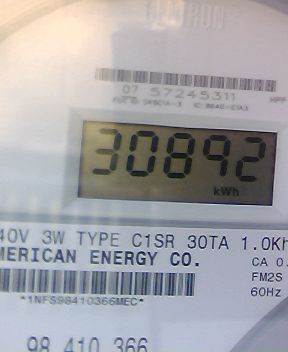 07 57245311
30892
kWh
40V 3W TYPE C1SR 30TA 1.0Kh
MERICAN ENERGY CO.
CA 0.
FM2S
60Hz
*1NFS98410366MEC*
98 410 366